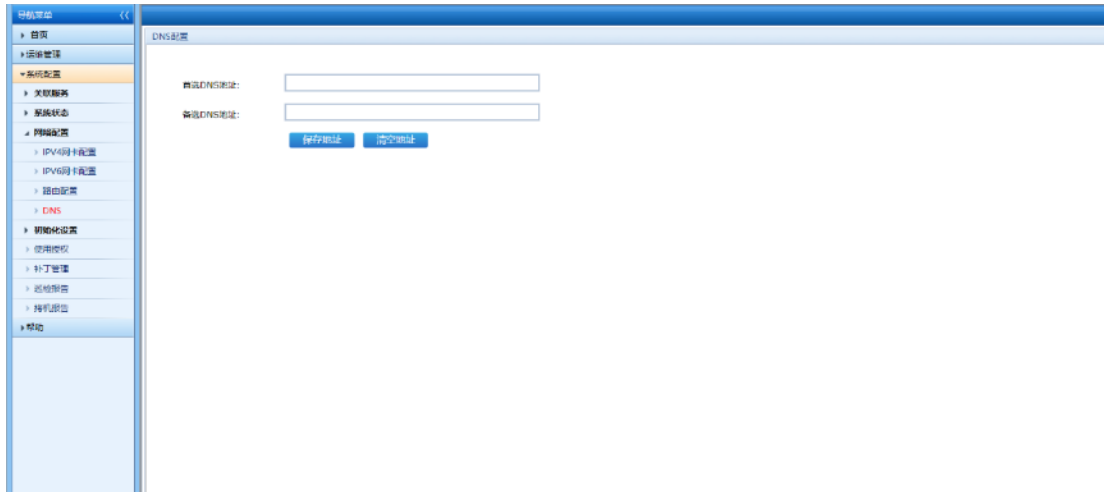 导航菜单
首页
运维管理
系统配置
关联服务
系统状态
网络配置
IPV4网卡配置
IPV6网卡配置
路由配置
DNS
初始化设置
使用授权
补丁管理
巡检报告
帮助
DNS配置
首选DNS地址:
备选DNS地址:
保存地址
清空地址